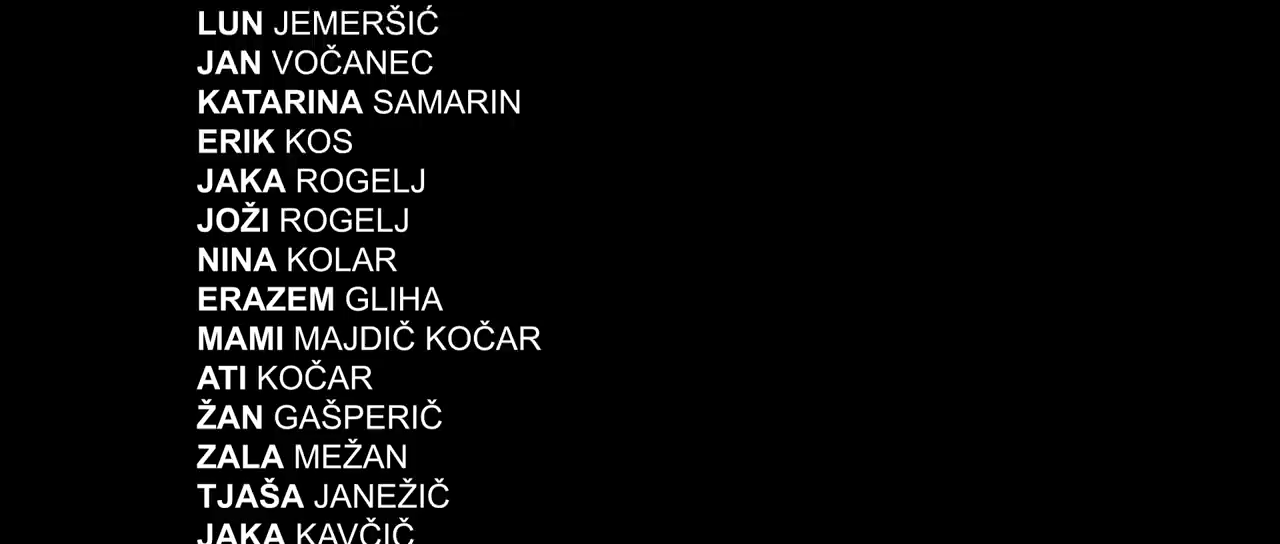 LUN JEMERŠIĆ
JAN VOČANEC
KATARINA SAMARIN
ERIK KOS
JAKA ROGELJ
JOŽI ROGELJ
NINA KOLAR
ERAZEM GLIHA
MAMI MAJDIČ KOČAR
ATI KOČAR
ŽAN GAŠPERIČ
ZALA MEŽAN
TJAŠA JANEŽIČ
JAKA KAVČIČ